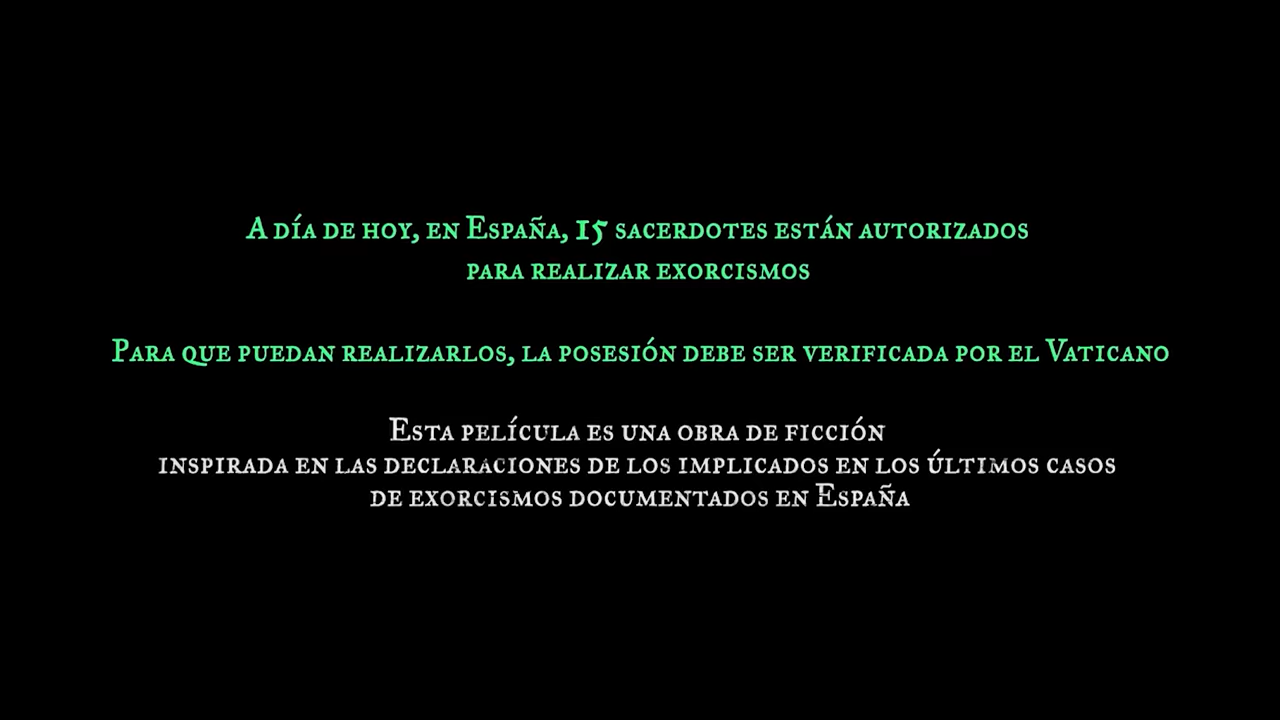 A día de hoy, en España, 15 sacerdotes están autorizados
para realizar exorcismos
Para que puedan realizarlos, la posesión debe ser verificada por el Vaticano
Esta película es una obra de ficción
inspirada en las declaraciones de los implicados en los últimos casos
de exorcismos documentados en España